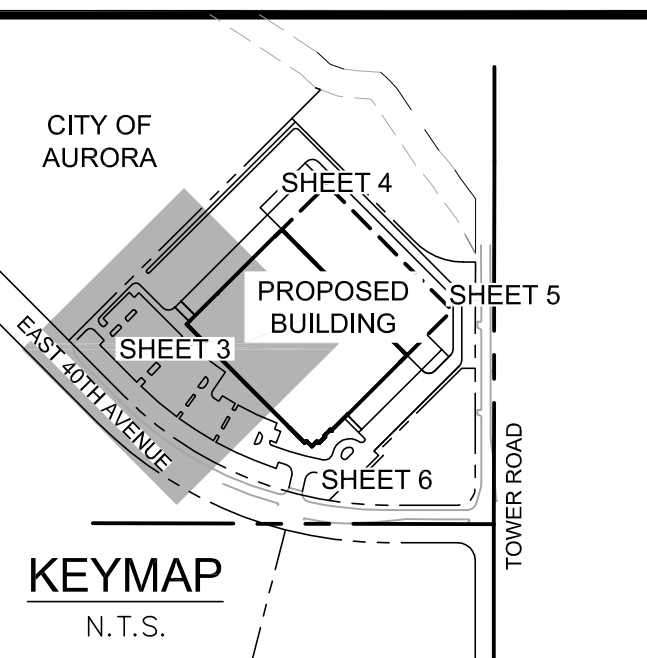 CITY OF
AURORA
SHEET 4
PROPOSED
BUILDING
SHEET 5
SHEET 3
EAST 40TH AVENUE
SHEET 6
TOWER ROAD
KEYMAP
N.T.S.